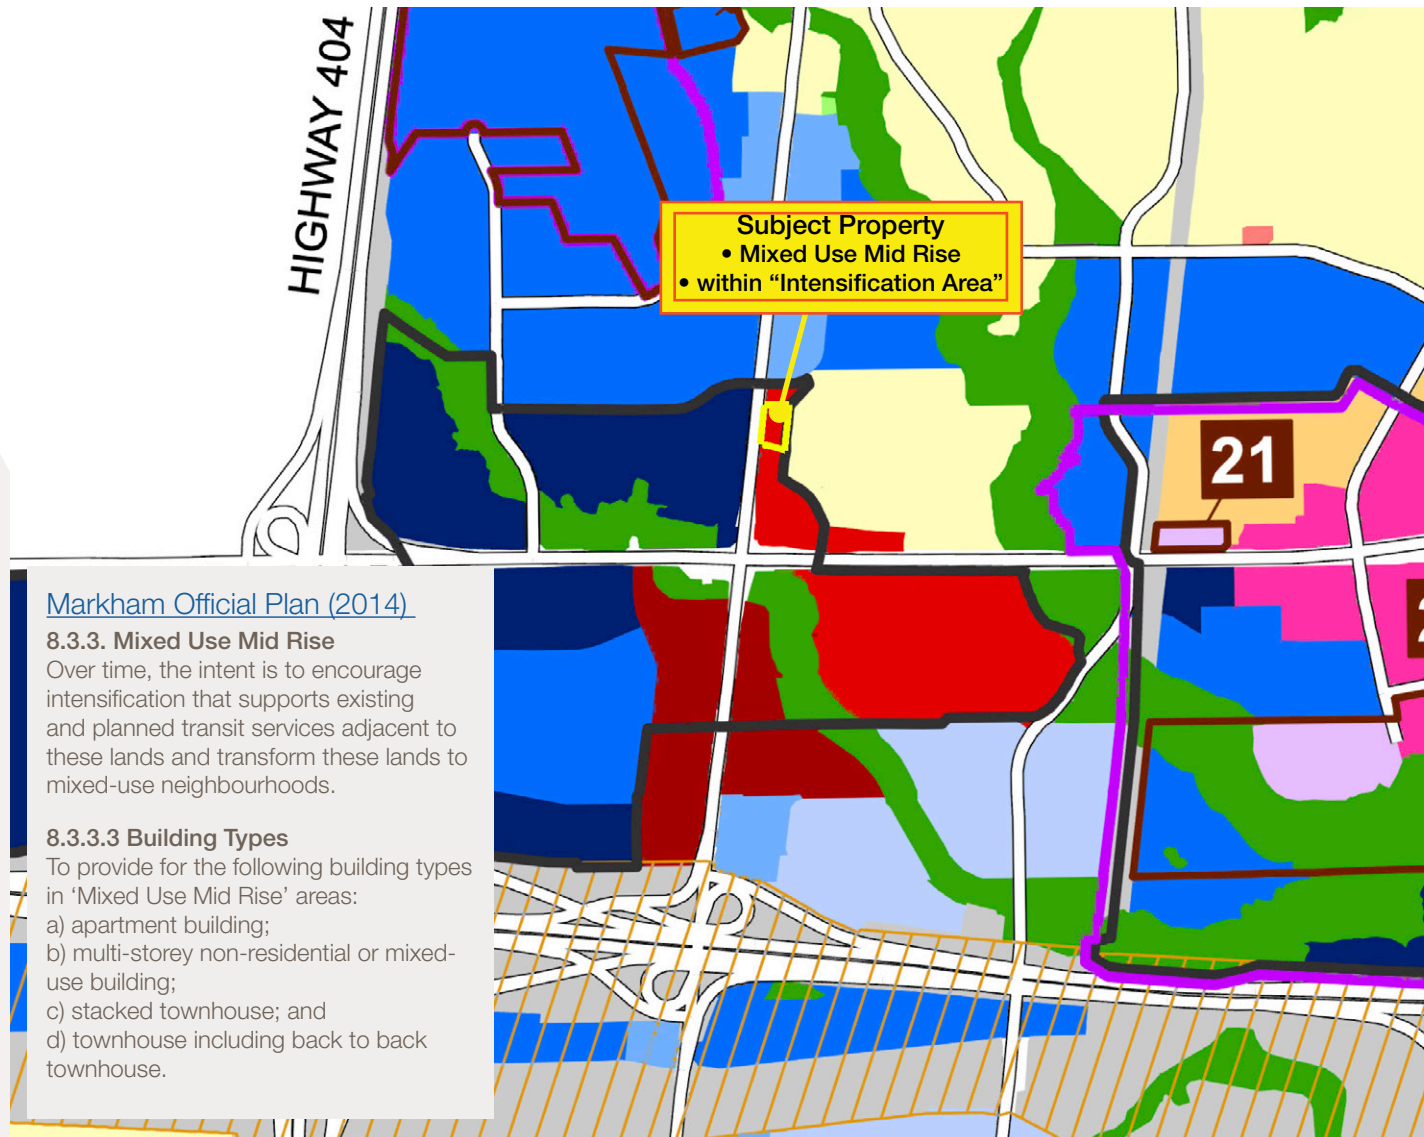 HIGHWAY 404
Subject Property
• Mixed Use Mid Rise
• within “Intensification Area”
21
Markham Official Plan (2014)
8.3.3. Mixed Use Mid Rise
Over time, the intent is to encourage
intensification that supports existing
and planned transit services adjacent to
these lands and transform these lands to
mixed-use neighbourhoods.
8.3.3.3 Building Types
To provide for the following building types
in ‘Mixed Use Mid Rise’ areas:
a) apartment building;
b) multi-storey non-residential or mixed-
use building;
c) stacked townhouse; and
d) townhouse including back to back
townhouse.